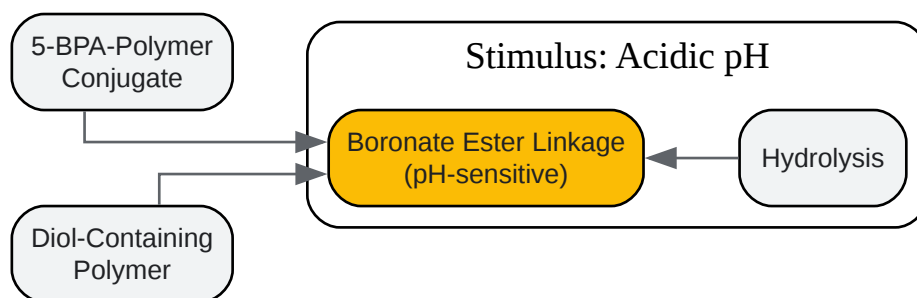 5-BPA-Polymer
Conjugate
Stimulus: Acidic pH
Boronate Ester Linkage
(pH-sensitive)
Hydrolysis
Diol-Containing
Polymer